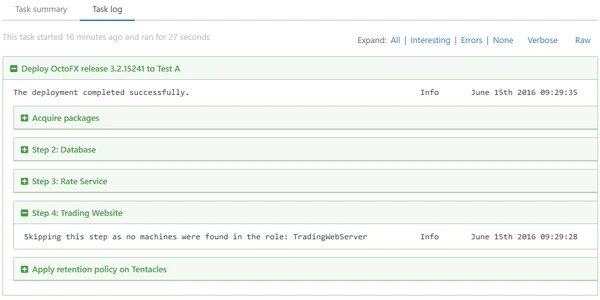 Task summary Task log
This task started 16 minutes ago and ran for 27 seconds
Expand: All | Interesting | Errors | None Verbose Raw
Deploy OctoFX release 3.2.15241 to Test A
The deployment completed successfully. Info June 15th 2016 09:29:35
Acquire packages
Step 2: Database
Step 3: Rate Service
Step 4: Trading Website
Skipping this step as no machines were found in the role: TradingWebServer Info June 15th 2016 09:29:28
Apply retention policy on Tentacles